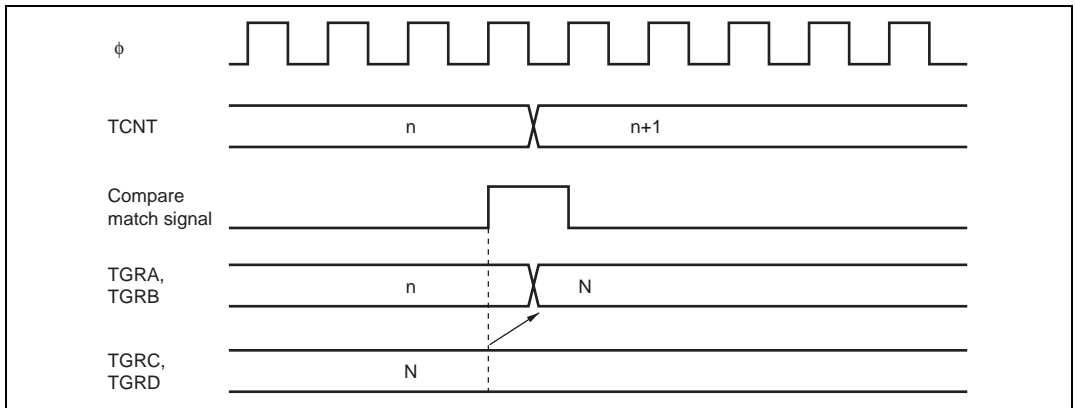 ϕ
TCNT
n
n+1
Compare
match signal
TGRA,
TGRB
n
N
TGRC,
TGRD
N